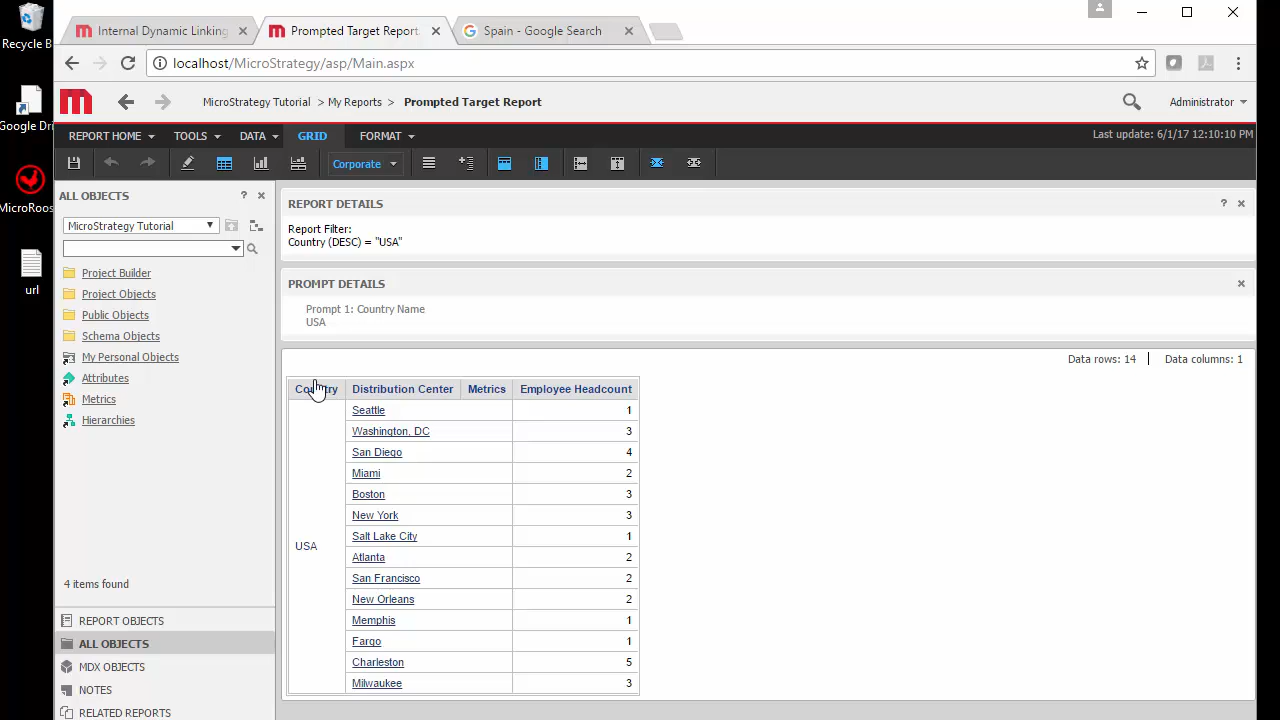 Recycle B
Google Dri
MicroRoos
url
Internal Dynamic Linking
Prompted Target Report
Spain - Google Search
localhost/MicroStrategy/asp/Main.aspx
MicroStrategy Tutorial > My Reports > Prompted Target Report
Administrator
REPORT HOME TOOLS DATA GRID FORMAT
Last update: 6/1/17 12:10:10 PM
Corporate
ALL OBJECTS ? ×
MicroStrategy Tutorial
Project Builder
Project Objects
Public Objects
Schema Objects
My Personal Objects
Attributes
Metrics
Hierarchies
4 items found
REPORT OBJECTS
ALL OBJECTS
MDX OBJECTS
NOTES
RELATED REPORTS
REPORT DETAILS ? ×
Report Filter:
Country (DESC) = "USA"
PROMPT DETAILS ×
Prompt 1: Country Name
USA
Data rows: 14 | Data columns: 1
Country Distribution Center Metrics Employee Headcount
USA
Seattle 1
Washington, DC 3
San Diego 4
Miami 2
Boston 3
New York 3
Salt Lake City 1
Atlanta 2
San Francisco 2
New Orleans 2
Memphis 1
Fargo 1
Charleston 5
Milwaukee 3